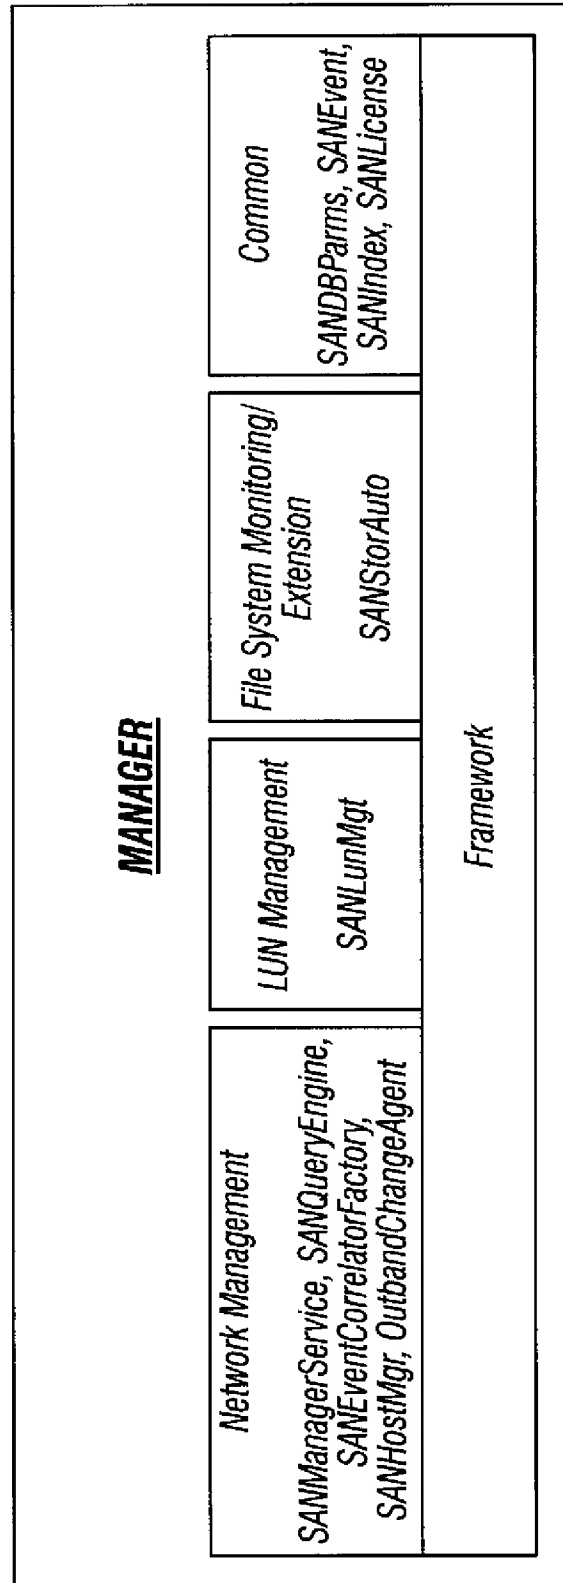 MANAGER
Network Management
SANManagerService, SANQueryEngine,
SANEventCorrelatorFactory,
SANHostMgr, OutbandChangeAgent
LUN Management
SANLunMgt
File System Monitoring/
Extension
SANStorAuto
Common
SANDBParms, SANEvent,
SANIndex, SANLicense
Framework